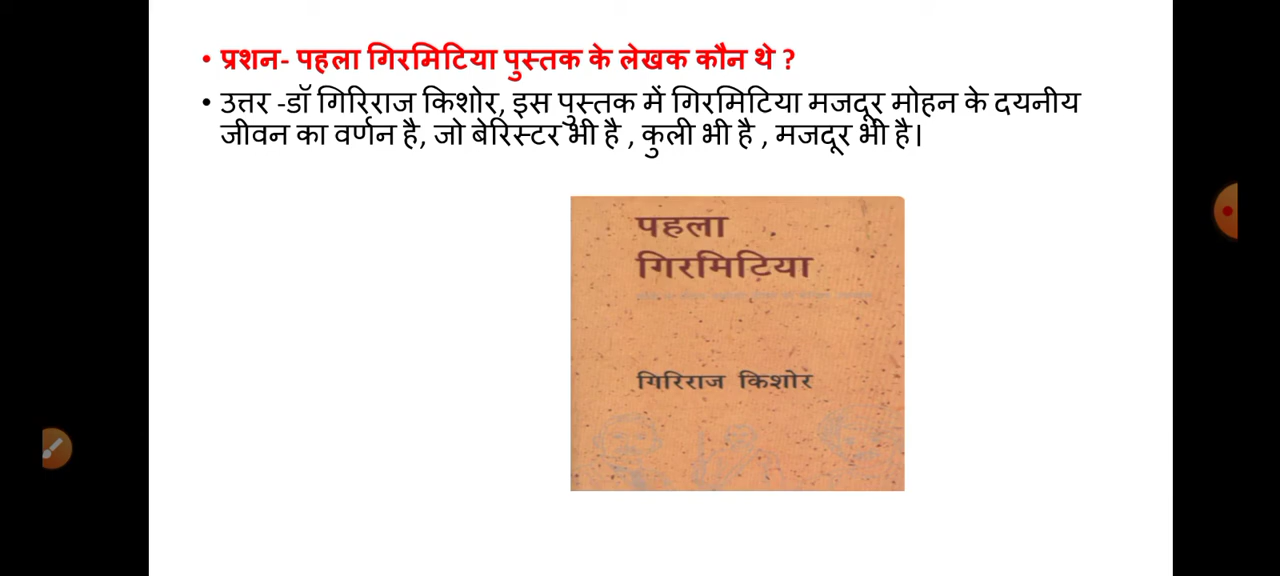 • प्रशन- पहला गिरमिटिया पुस्तक के लेखक कौन थे ?
• उत्तर -डॉ गिरिराज किशोर, इस पुस्तक में गिरमिटिया मजदूर मोहन के दयनीय
जीवन का वर्णन है, जो बेरिस्टर भी है , कुली भी है , मजदूर भी है।
पहला
गिरमिटिया
गिरिराज किशोर